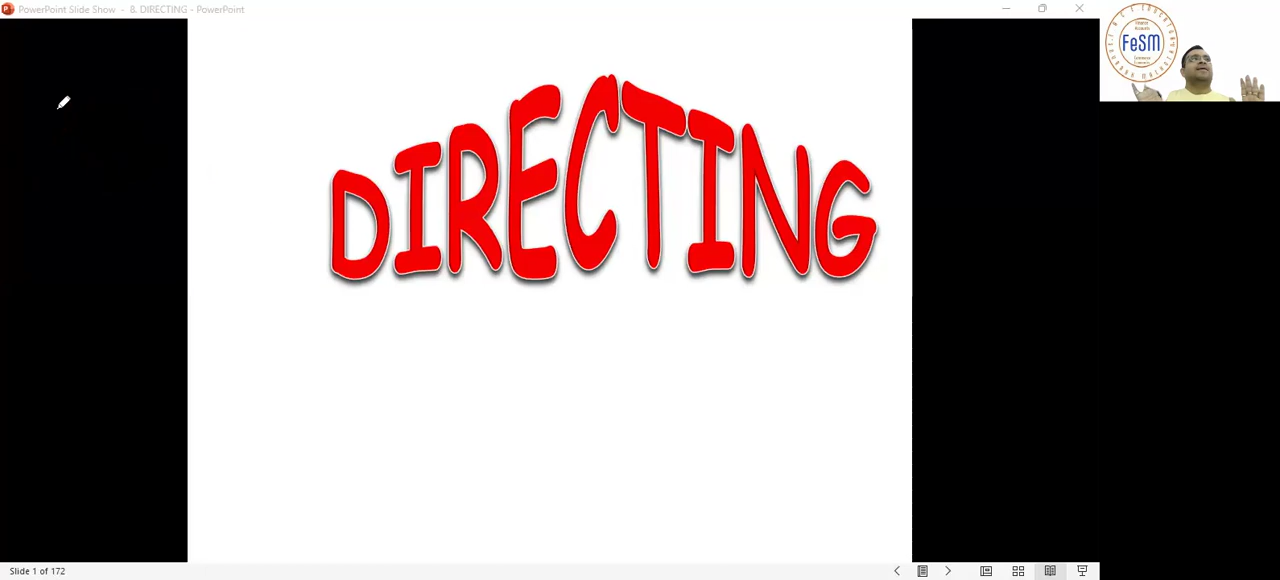 PowerPoint Slide Show - 8. DIRECTING - PowerPoint
FeSM
DIRECTING
Slide 1 of 172